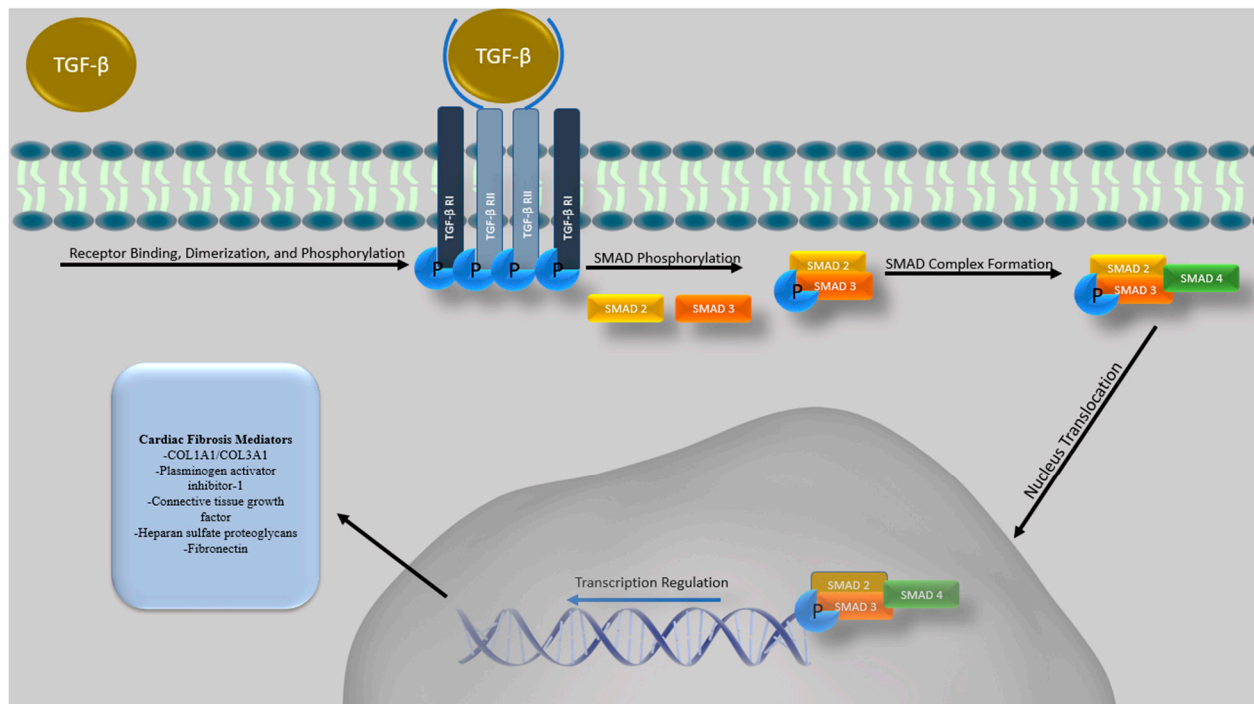 TGF-β
TGF-β
TGF-β RI
TGF-β RII
TGF-β RII
TGF-β RI
Receptor Binding, Dimerization, and Phosphorylation
P
P
P
P
SMAD Phosphorylation
SMAD 2
SMAD 3
SMAD 2
SMAD 3
P
SMAD Complex Formation
SMAD 2
SMAD 3
SMAD 4
P
Nucleus Translocation
Cardiac Fibrosis Mediators
-COL1A1/COL3A1
-Plasminogen activator
inhibitor-1
-Connective tissue growth
factor
-Heparan sulfate proteoglycans
-Fibronectin
Transcription Regulation
SMAD 2
SMAD 3
SMAD 4
P